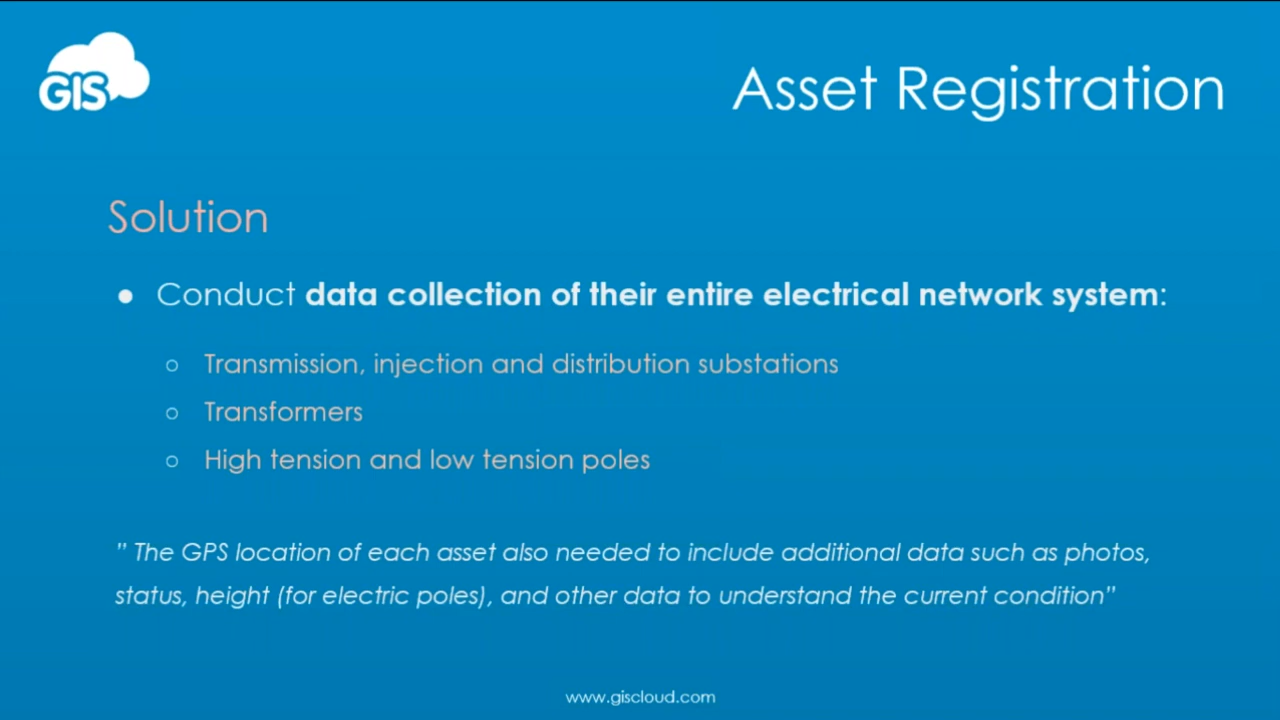 GIS
Asset Registration
Solution
● Conduct data collection of their entire electrical network system:
○ Transmission, injection and distribution substations
○ Transformers
○ High tension and low tension poles
” The GPS location of each asset also needed to include additional data such as photos,
status, height (for electric poles), and other data to understand the current condition”
www.giscloud.com